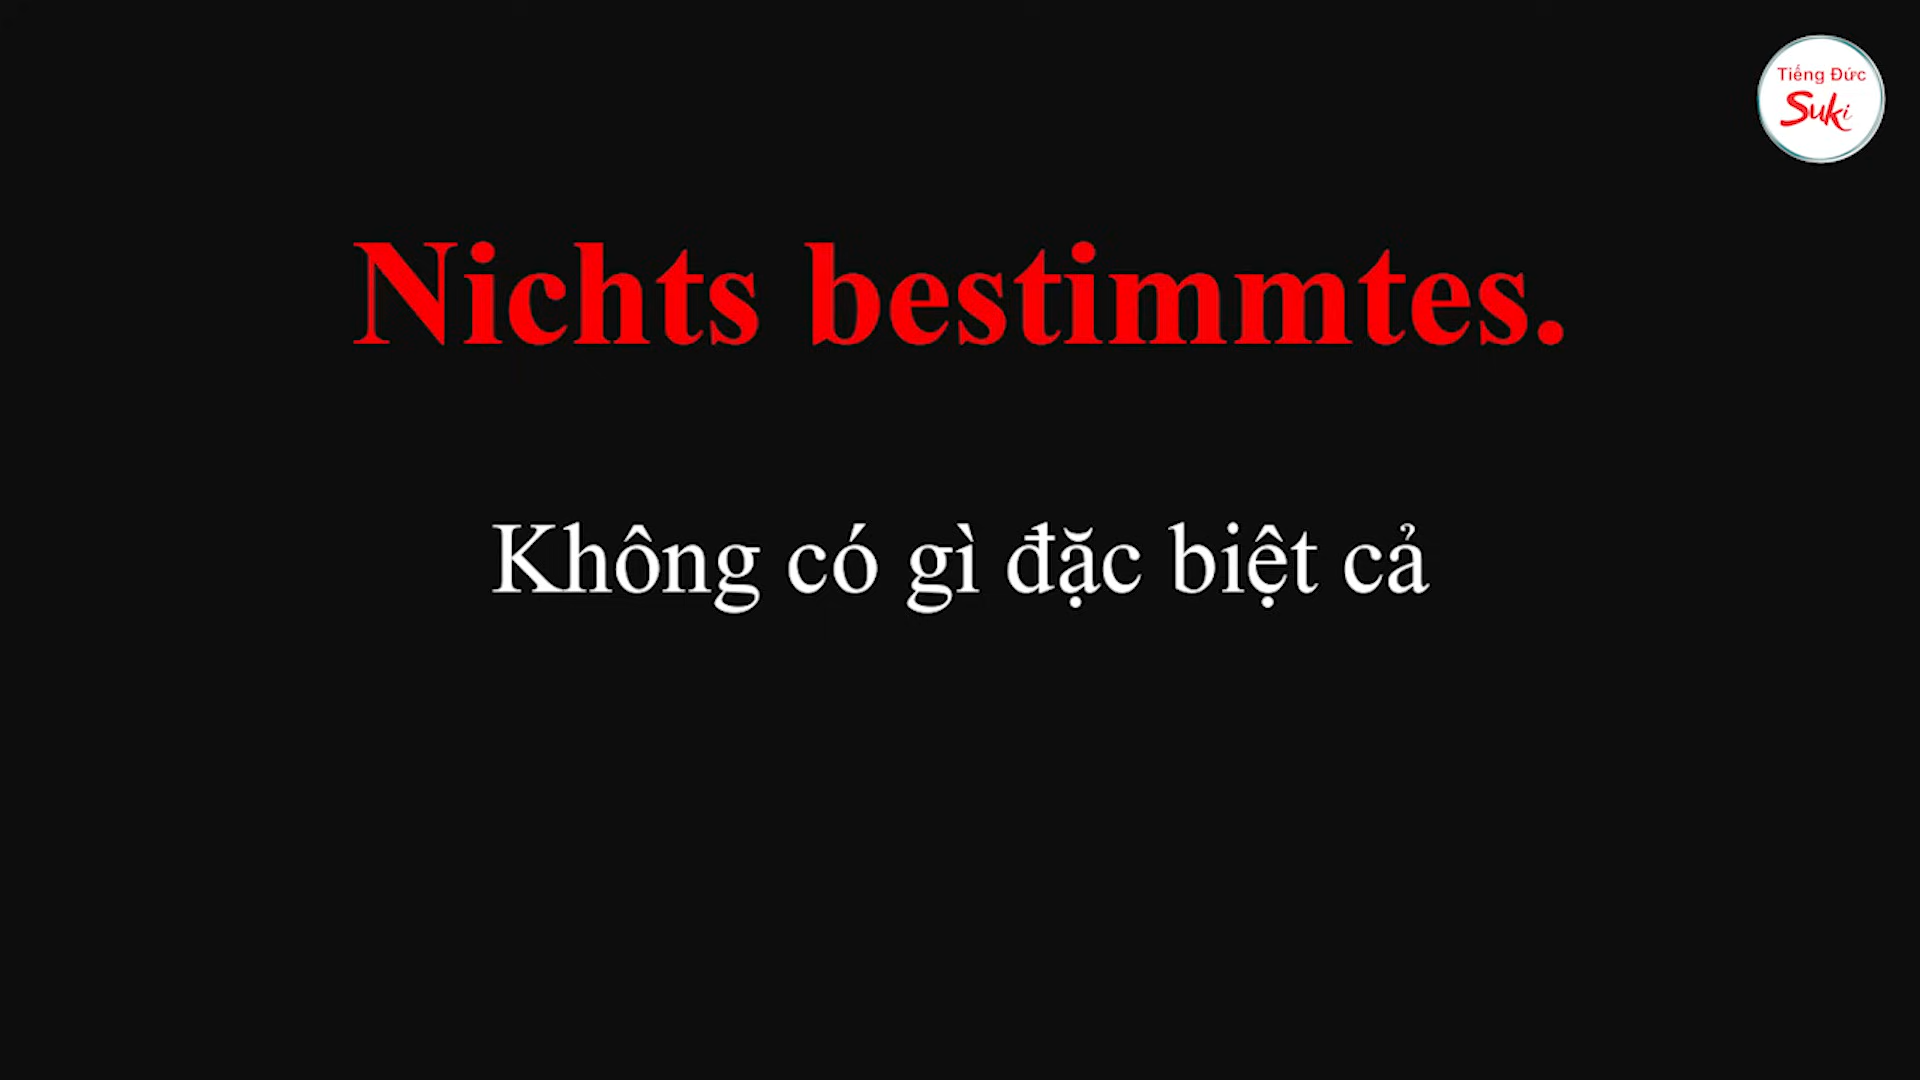 Tiếng Đức
Suki
Nichts bestimmtes.
Không có gì đặc biệt cả